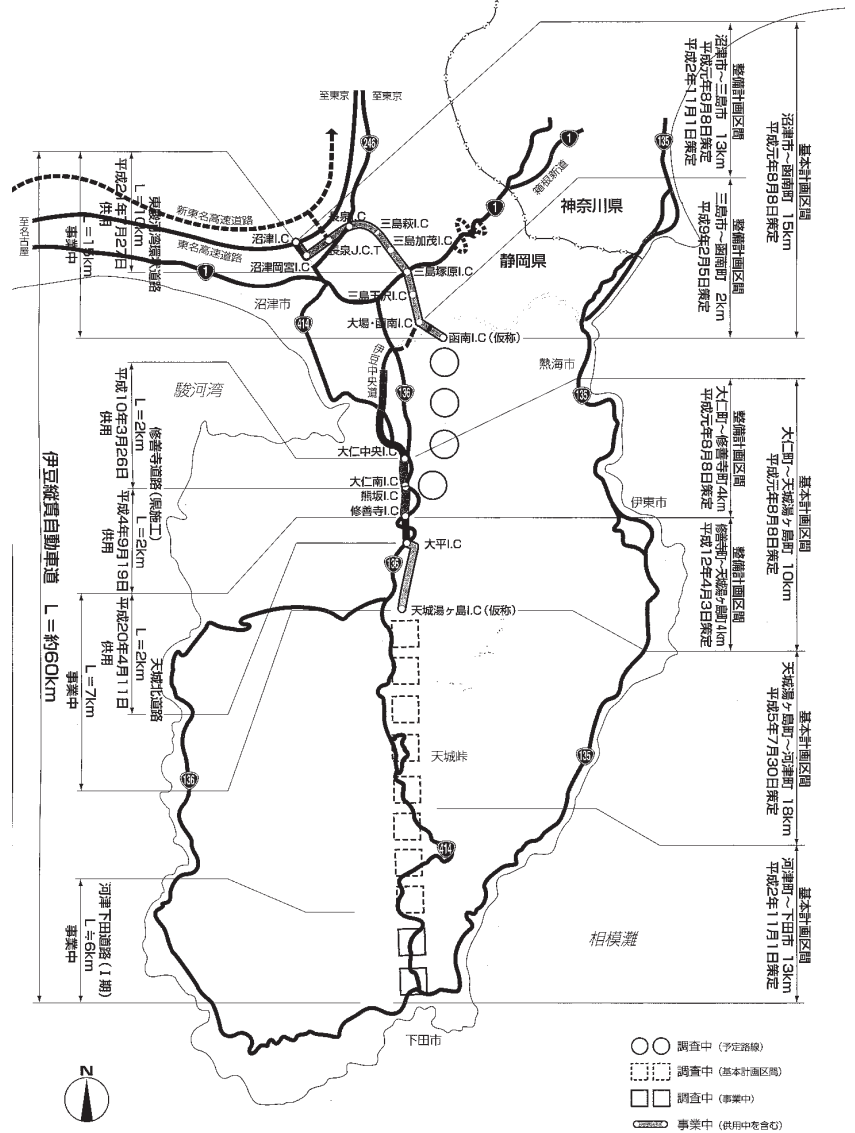 基本計画区間
沼津市～函南町 15km
平成元年8月8日策定
整備計画区間
沼津市～三島市 13km
平成元年8月8日策定
平成2年11月1日策定
整備計画区間
三島市～函南町 2km
平成9年2月5日策定
基本計画区間
大仁町～天城湯ヶ島町 10km
平成元年8月8日策定
整備計画区間
大仁町～修善寺町4km
平成元年8月8日策定
整備計画区間
修善寺町～天城湯ヶ島町4km
平成12年4月3日策定
基本計画区間
天城湯ヶ島町～河津町 18km
平成5年7月30日策定
基本計画区間
河津町～下田市 13km
平成2年11月1日策定
至東京
至東京
246
1
135
箱根新道
神奈川県
1
静岡県
新東名高速道路
東名高速道路
至名古屋
1
沼津I.C
沼津岡宮I.C
長泉I.C
長泉J.C.T
三島萩I.C
三島加茂I.C
三島塚原I.C
三島玉沢I.C
大場・函南I.C
函南I.C(仮称)
沼津市
414
伊豆中央道
136
熱海市
135
駿河湾
大仁中央I.C
大仁南I.C
熊坂I.C
修善寺I.C
大平I.C
136
天城湯ヶ島I.C(仮称)
伊東市
天城峠
135
136
414
相模灘
下田市
東駿河湾環状道路
L=10km
供用
L=15km
事業中
修善寺道路(県施工)
L=2km
平成10年3月26日
供用
L=2km
平成4年9月19日
供用
天城北道路
L=2km
平成20年4月11日
供用
L=7km
事業中
河津下田道路(Ⅰ期)
L≒6km
事業中
伊豆縦貫自動車道 L=約60km
N
調査中(予定路線)
調査中(基本計画区間)
調査中(事業中)
事業中(供用中を含む)